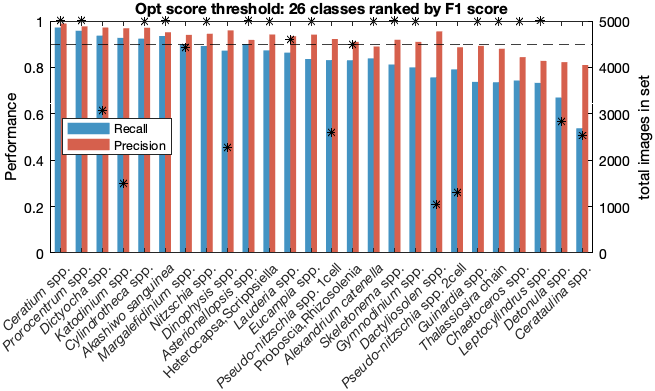 Opt score threshold: 26 classes ranked by F1 score
Performance
1
0.8
0.6
0.4
0.2
0
5000
4000
3000
2000
1000
0
total images in set
Recall
Precision
Ceratium spp.
Prorocentrum spp.
Dictyocha spp.
Katodinium spp.
Cylindrotheca spp.
Akashiwo sanguinea
Margalefidinium spp.
Nitzschia spp.
Dinophysis spp.
Asterionellopsis spp.
Heterocapsa, Scrippsiella
Lauderia spp.
Eucampia spp.
Pseudo-nitzschia spp. 1cell
Proboscia, Rhizosolenia
Alexandrium catenella
Skeletonema spp.
Gymnodinium spp.
Dactyliosolen spp.
Pseudo-nitzschia spp. 2cell
Guinardia spp.
Thalassiosira chain
Chaetoceros spp.
Leptocylindrus spp.
Detonula spp.
Cerataulina spp.